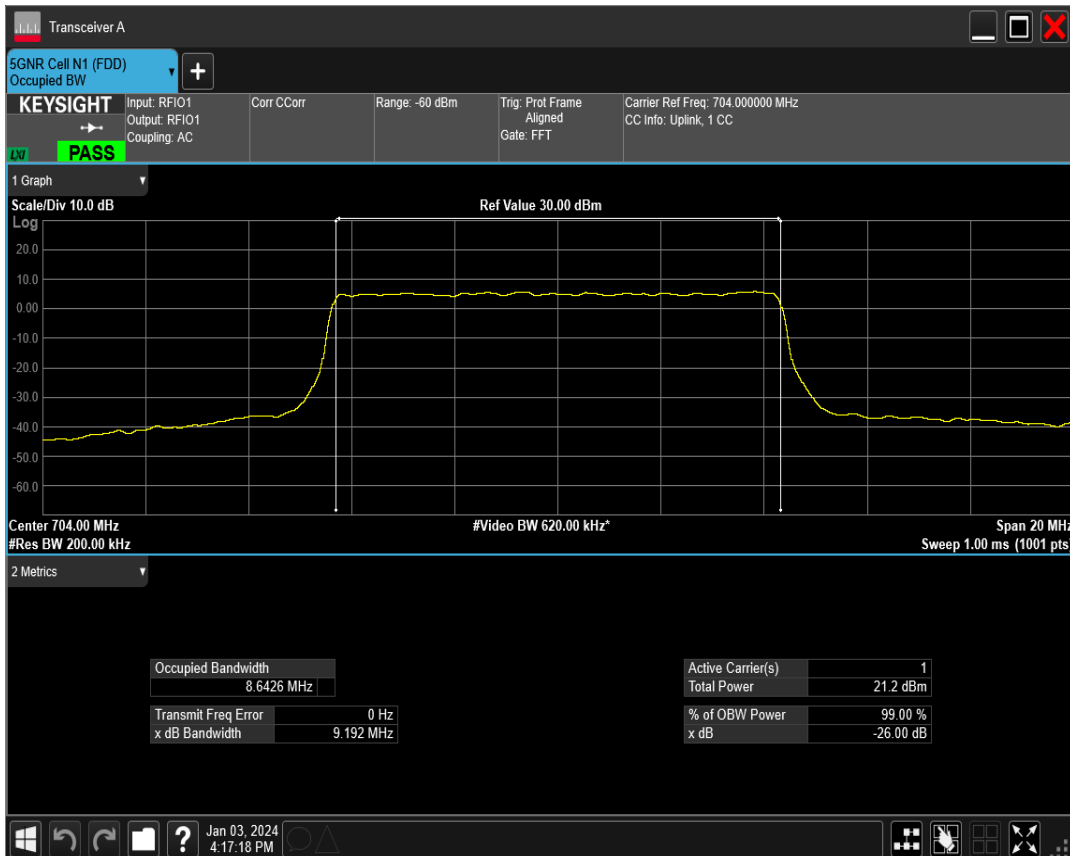 Transceiver A
5GNR Cell N1 (FDD)
Occupied BW
KEYSIGHT
LXI
PASS
Input: RFIO1
Output: RFIO1
Coupling: AC
Corr CCorr
Range: -60 dBm
Trig: Prot Frame
Aligned
Gate: FFT
Carrier Ref Freq: 704.000000 MHz
CC Info: Uplink, 1 CC
1 Graph
Scale/Div 10.0 dB
Ref Value 30.00 dBm
Log
20.0
10.0
0.00
-10.0
-20.0
-30.0
-40.0
-50.0
-60.0
Center 704.00 MHz
#Video BW 620.00 kHz*
Span 20 MHz
#Res BW 200.00 kHz
Sweep 1.00 ms (1001 pts)
2 Metrics
Occupied Bandwidth
8.6426 MHz
Transmit Freq Error 0 Hz
x dB Bandwidth 9.192 MHz
Active Carrier(s) 1
Total Power 21.2 dBm
% of OBW Power 99.00 %
x dB -26.00 dB
?
Jan 03, 2024
4:17:18 PM